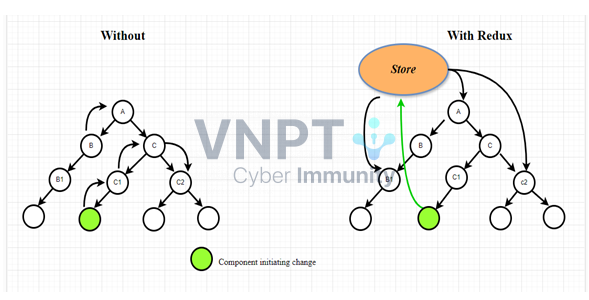 Without
With Redux
Store
A
B
C
B1
C1
C2
A
B
C
B1
C1
c2
VNPT
Cyber Immunity
Component initiating change